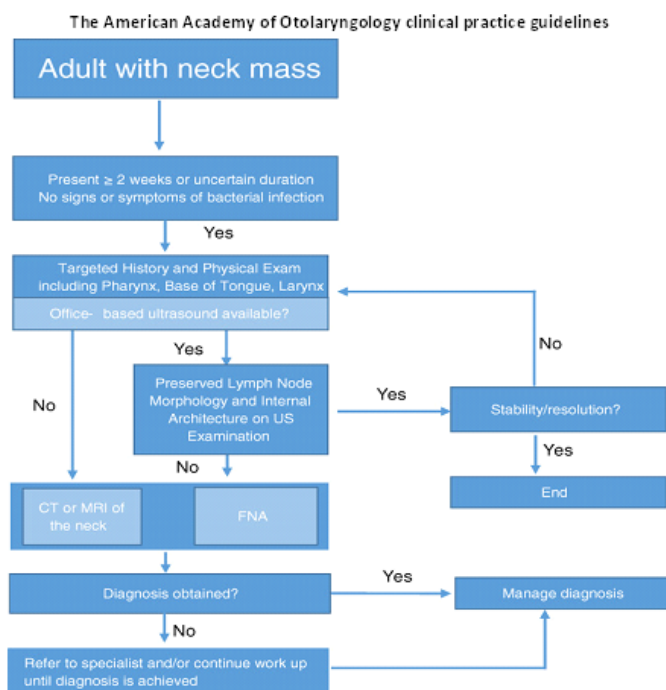 The American Academy of Otolaryngology clinical practice guidelines
Adult with neck mass
Present ≥ 2 weeks or uncertain duration
No signs or symptoms of bacterial infection
Yes
Targeted History and Physical Exam
including Pharynx, Base of Tongue, Larynx
Office- based ultrasound available?
No
Yes
Preserved Lymph Node
Morphology and Internal
Architecture on US
Examination
Yes
Stability/resolution?
No
Yes
End
No
CT or MRI of
the neck
FNA
Diagnosis obtained?
Yes
Manage diagnosis
No
Refer to specialist and/or continue work up
until diagnosis is achieved